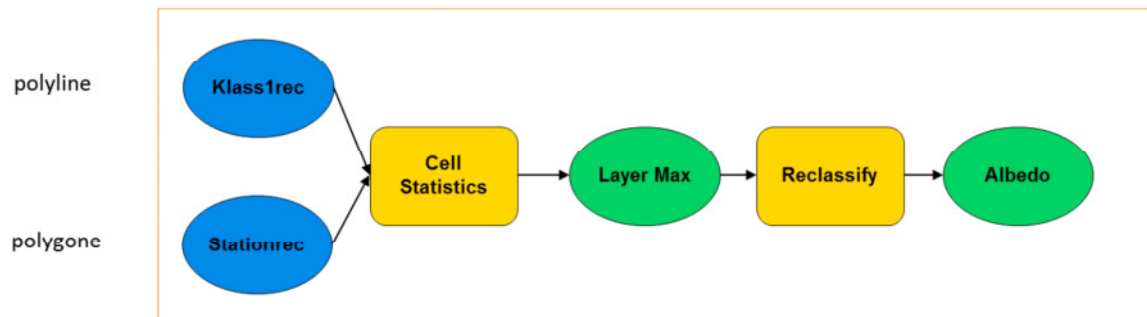 polyline
Klass1rec
Cell
Statistics
Layer Max
Reclassify
Albedo
polygone
Stationrec